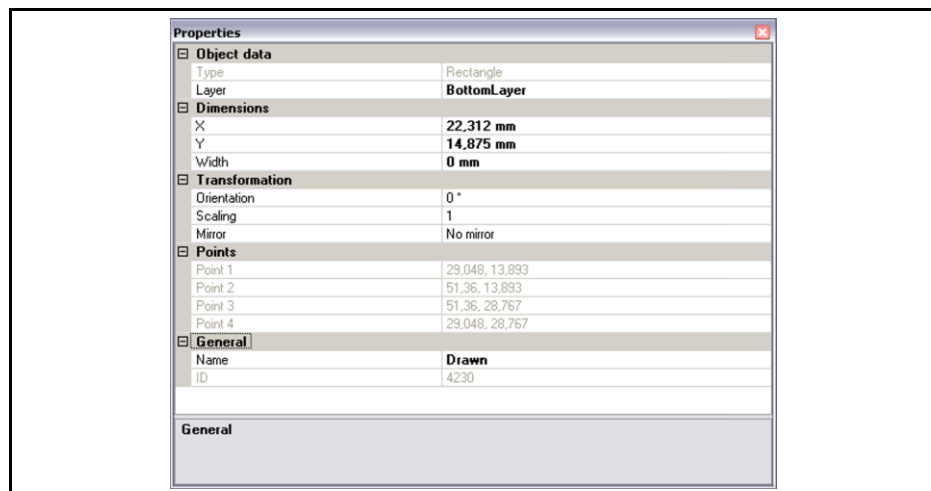 Properties
Object data
Type Rectangle
Layer BottomLayer
Dimensions
X 22,312 mm
Y 14,875 mm
Width 0 mm
Transformation
Orientation 0 °
Scaling 1
Mirror No mirror
Points
Point 1 29,048, 13,893
Point 2 51,36, 13,893
Point 3 51,36, 28,767
Point 4 29,048, 28,767
General
Name Drawn
ID 4230
General